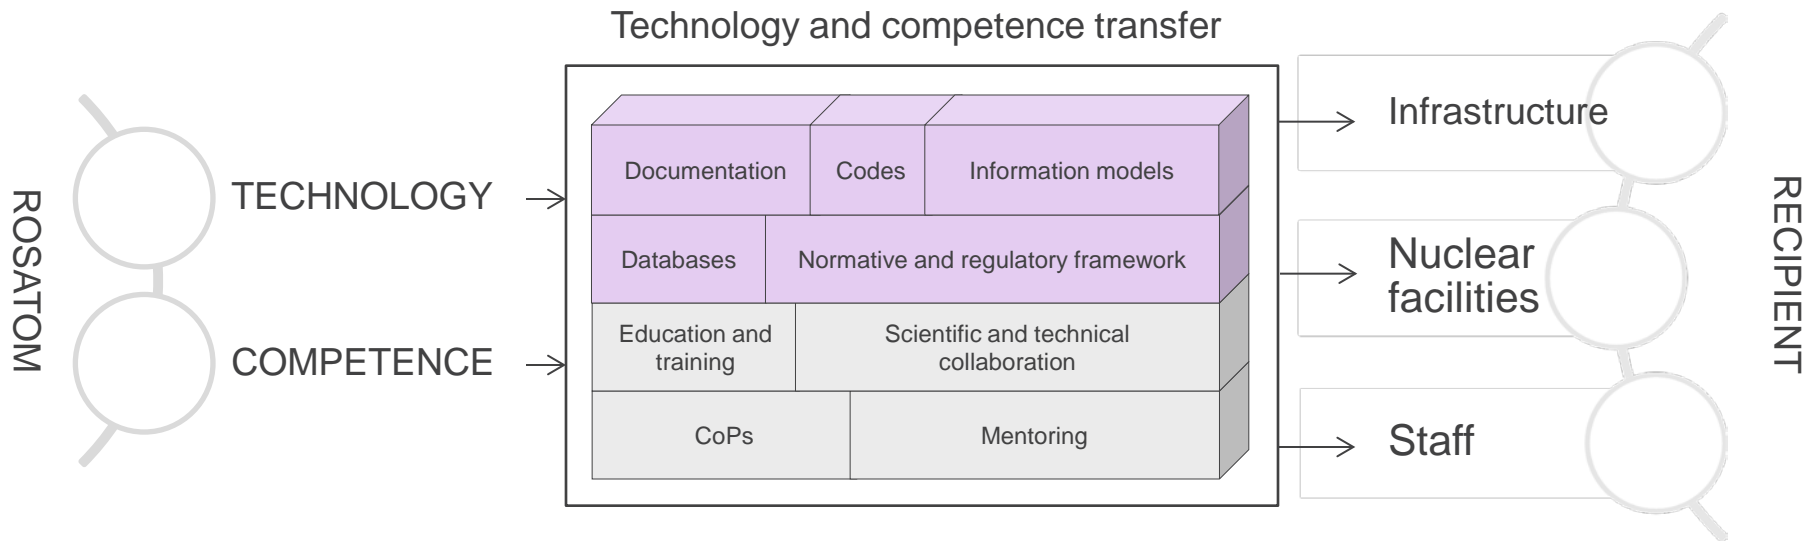 Technology and competence transfer
ROSATOM
TECHNOLOGY
COMPETENCE
Documentation
Codes
Information models
Databases
Normative and regulatory framework
Education and
training
Scientific and technical
collaboration
CoPs
Mentoring
Infrastructure
Nuclear
facilities
Staff
RECIPIENT